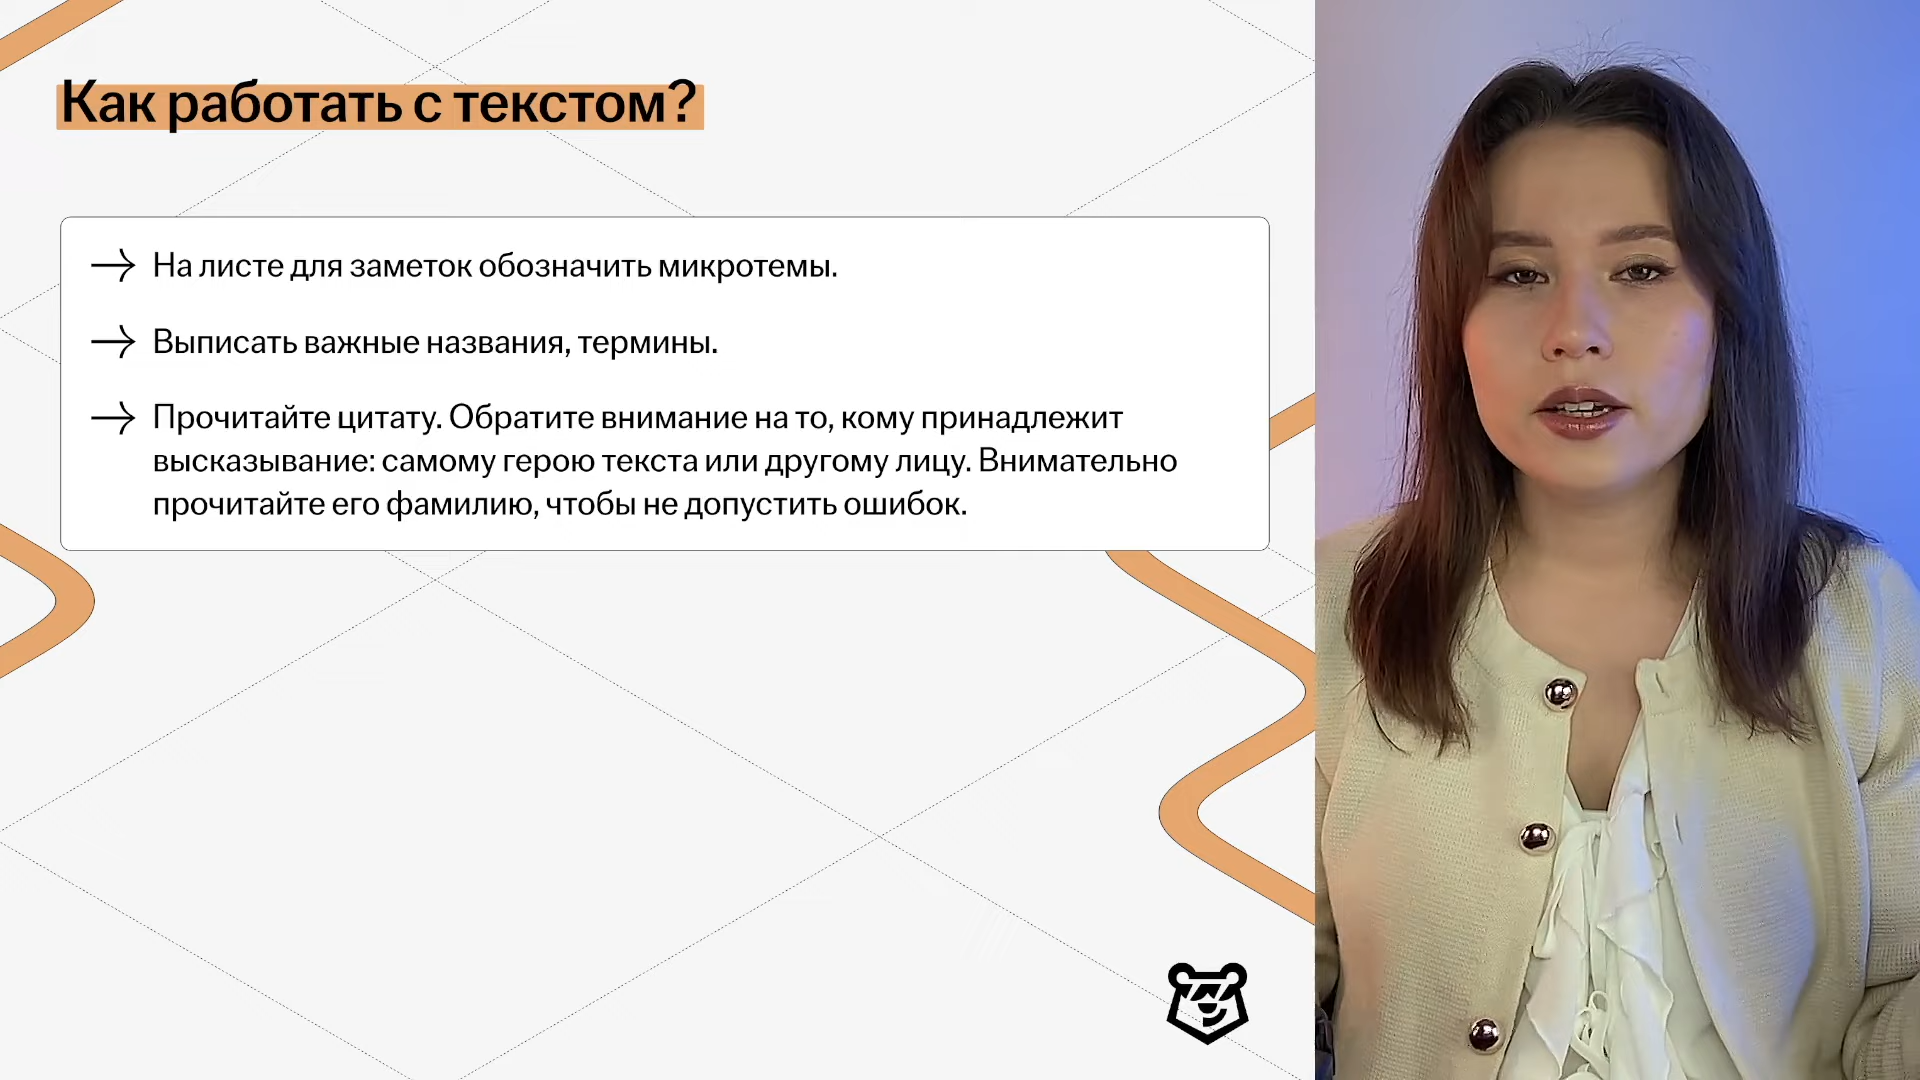 Как работать с текстом?
На листе для заметок обозначить микротемы.
Выписать важные названия, термины.
Прочитайте цитату. Обратите внимание на то, кому принадлежит
высказывание: самому герою текста или другому лицу. Внимательно
прочитайте его фамилию, чтобы не допустить ошибок.